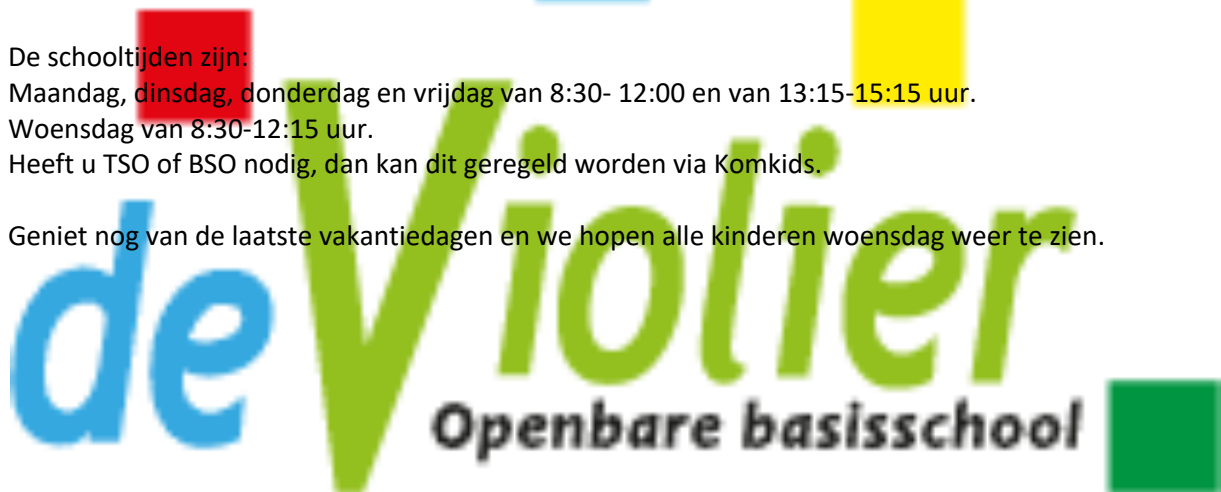 De schooltijden zijn:
Maandag, dinsdag, donderdag en vrijdag van 8:30- 12:00 en van 13:15-15:15 uur.
Woensdag van 8:30-12:15 uur.
Heeft u TSO of BSO nodig, dan kan dit geregeld worden via Komkids.
Geniet nog van de laatste vakantiedagen en we hopen alle kinderen woensdag weer te zien.
de Violier
Openbare basisschool